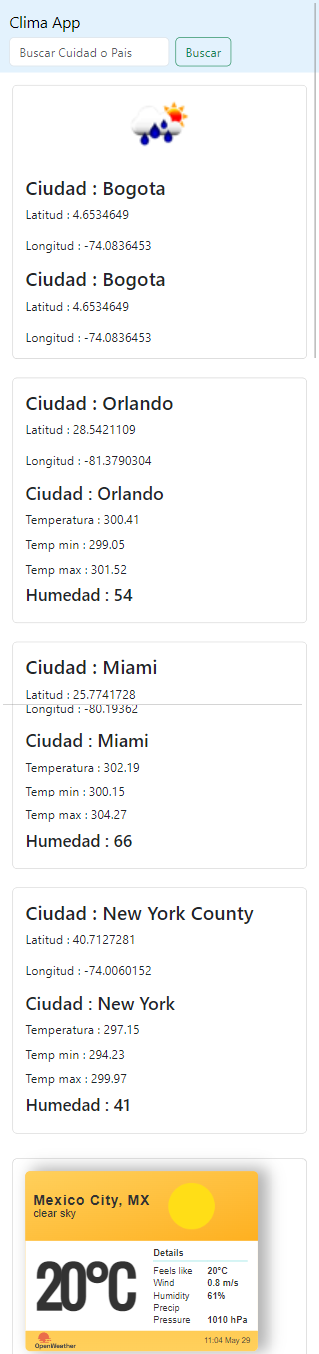 Clima App
Buscar Cuidad o Pais
Buscar
Ciudad : Bogota
Latitud : 4.6534649
Longitud : -74.0836453
Ciudad : Bogota
Latitud : 4.6534649
Longitud : -74.0836453
Ciudad : Orlando
Latitud : 28.5421109
Longitud : -81.3790304
Ciudad : Orlando
Temperatura : 300.41
Temp min : 299.05
Temp max : 301.52
Humedad : 54
Ciudad : Miami
Latitud : 25.7741728
Longitud : -80.19362
Ciudad : Miami
Temperatura : 302.19
Temp min : 300.15
Temp max : 304.27
Humedad : 66
Ciudad : New York County
Latitud : 40.7127281
Longitud : -74.0060152
Ciudad : New York
Temperatura : 297.15
Temp min : 294.23
Temp max : 299.97
Humedad : 41
Mexico City, MX
clear sky
20°C
Details
Feels like 20°C
Wind 0.8 m/s
Humidity 61%
Precip
Pressure 1010 hPa
OpenWeather
11:04 May 29